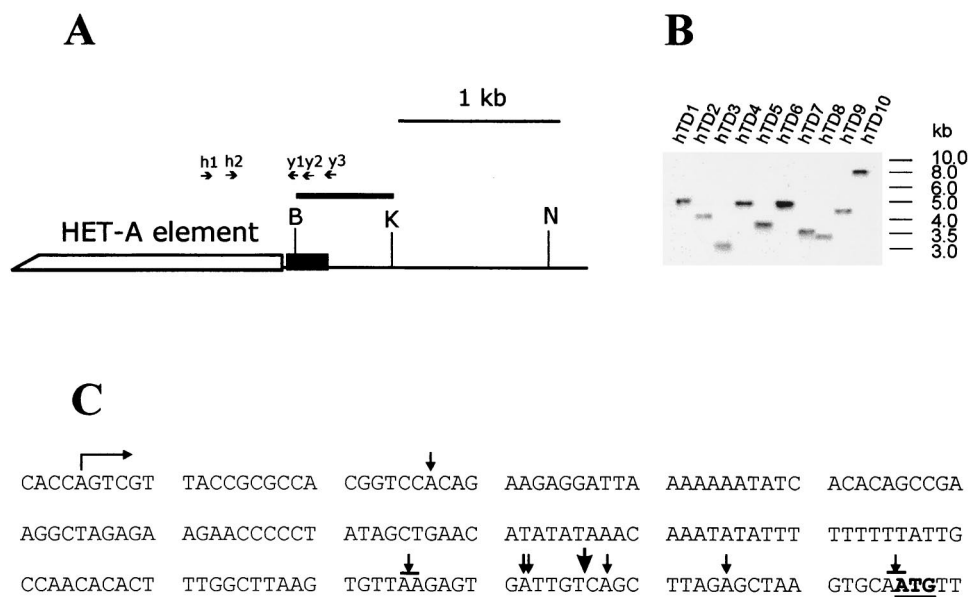 A
B
1 kb
h1 h2 y1 y2 y3
B K N
HET-A element
hTD1 hTD2 hTD3 hTD4 hTD5 hTD6 hTD7 hTD8 hTD9 hTD10
kb
10.0
8.0
6.0
5.0
4.0
3.5
3.0
C
CACCAGTCGT TACCGCGCCA CGGTCCACAG AAGAGGATTA AAAAAATATC ACACAGCCGA
AGGCTAGAGA AGAACCCCCT ATAGCTGAAC ATATATAAAC AAATATATTT TTTTTTATTG
CCAACACACT TTGGCTTAAG TGTTAAGAGT GATTGTCAGC TTAGAGCTAA GTGCAATGTT